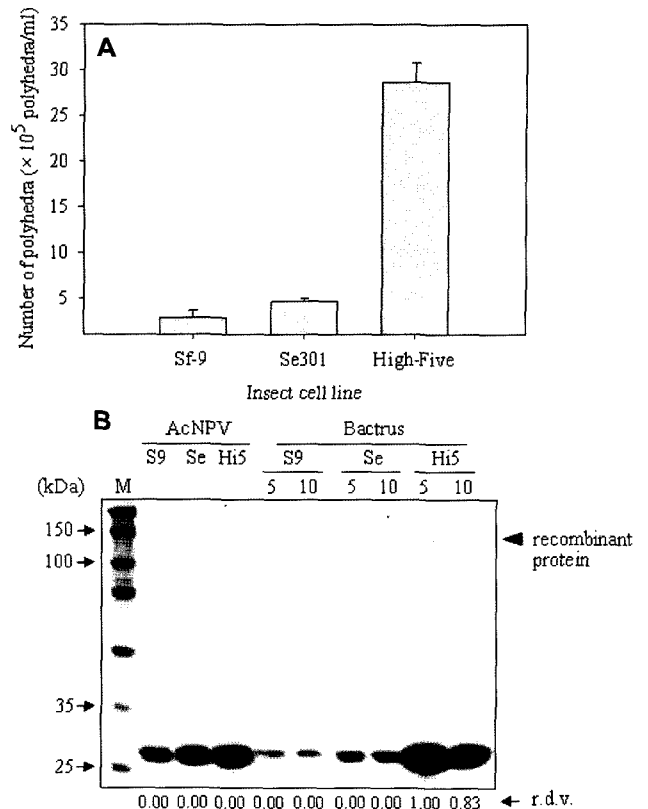 A
Number of polyhedra (× 10⁵ polyhedra/ml)
35
30
25
20
15
10
5
Sf-9 Se301 High-Five
Insect cell line
B
AcNPV Bactrus
S9 Se Hi5 S9 Se Hi5
(kDa) M 5 10 5 10 5 10
150
100
35
25
recombinant
protein
0.00 0.00 0.00 0.00 0.00 0.00 0.00 1.00 0.83 r.d.v.